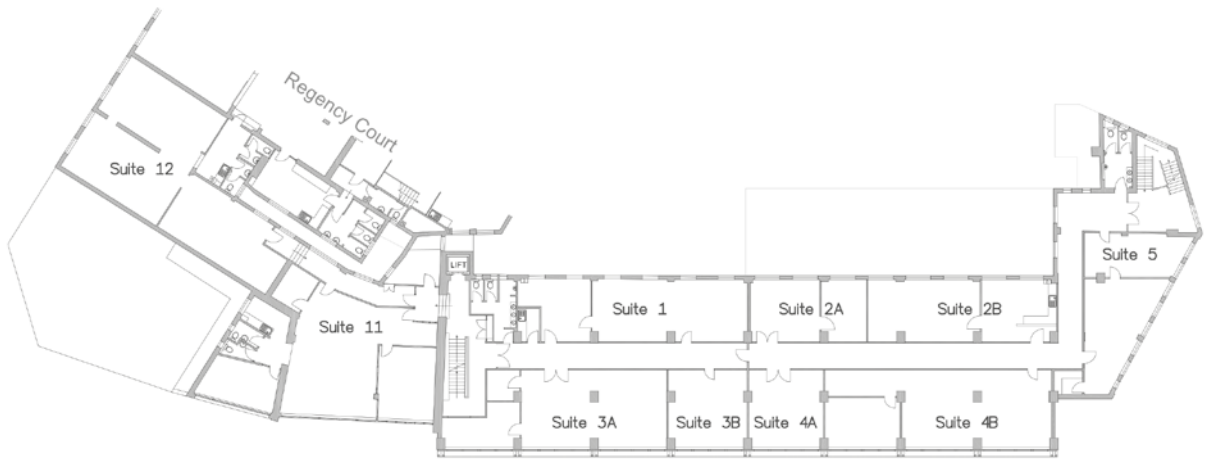 Regency Court
Suite 12
Suite 5
LIFT
Suite 1
Suite 2A
Suite 2B
Suite 11
Suite 3A
Suite 3B
Suite 4A
Suite 4B